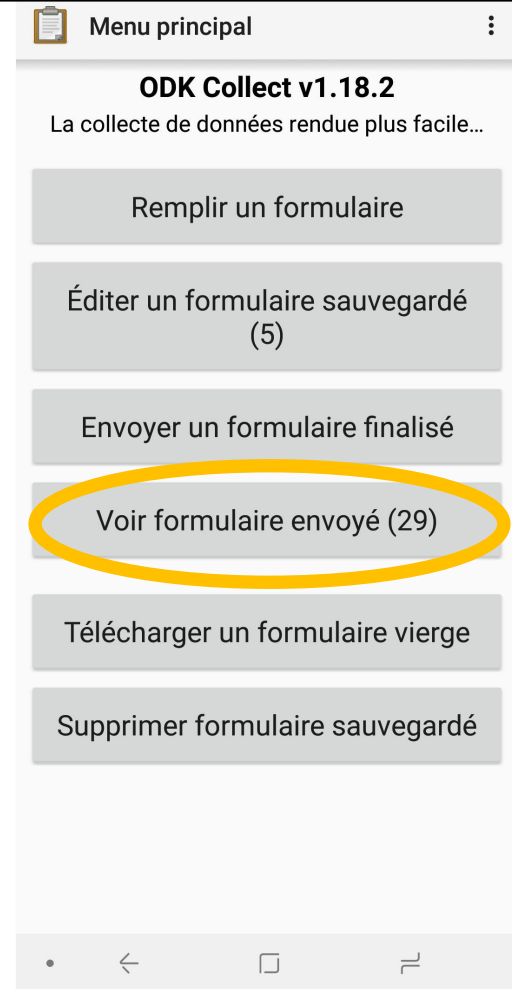 Menu principal
ODK Collect v1.18.2
La collecte de données rendue plus facile...
Remplir un formulaire
Éditer un formulaire sauvegardé
(5)
Envoyer un formulaire finalisé
Voir formulaire envoyé (29)
Télécharger un formulaire vierge
Supprimer formulaire sauvegardé